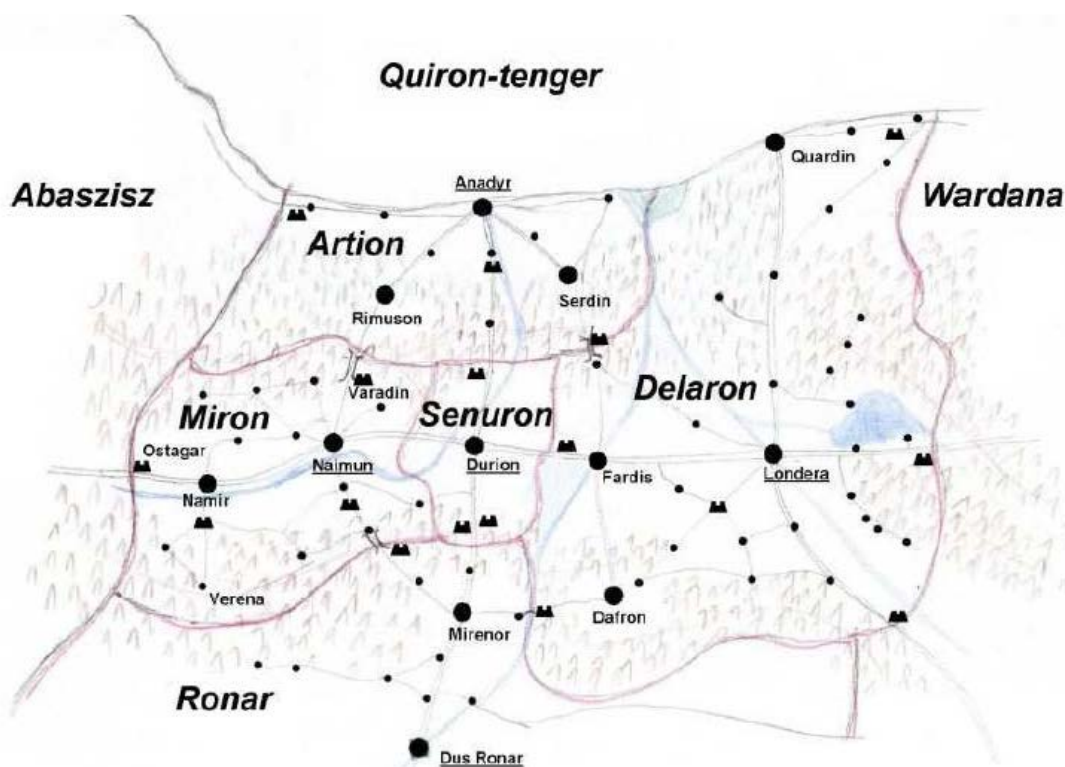 Quiron-tenger
Quardin
Abaszisz
Anadyr
Wardana
Artion
Serdin
Rimuson
Varadin
Delaron
Miron
Senuron
Ostagar
Naimun
Durion
Fardis
Londera
Namir
Verena
Dafron
Mirenor
Ronar
Dus Ronar